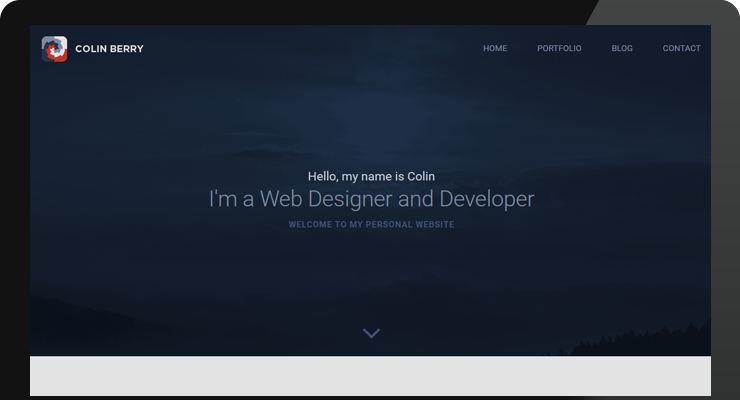 COLIN BERRY
HOME PORTFOLIO BLOG CONTACT
Hello, my name is Colin
I'm a Web Designer and Developer
WELCOME TO MY PERSONAL WEBSITE